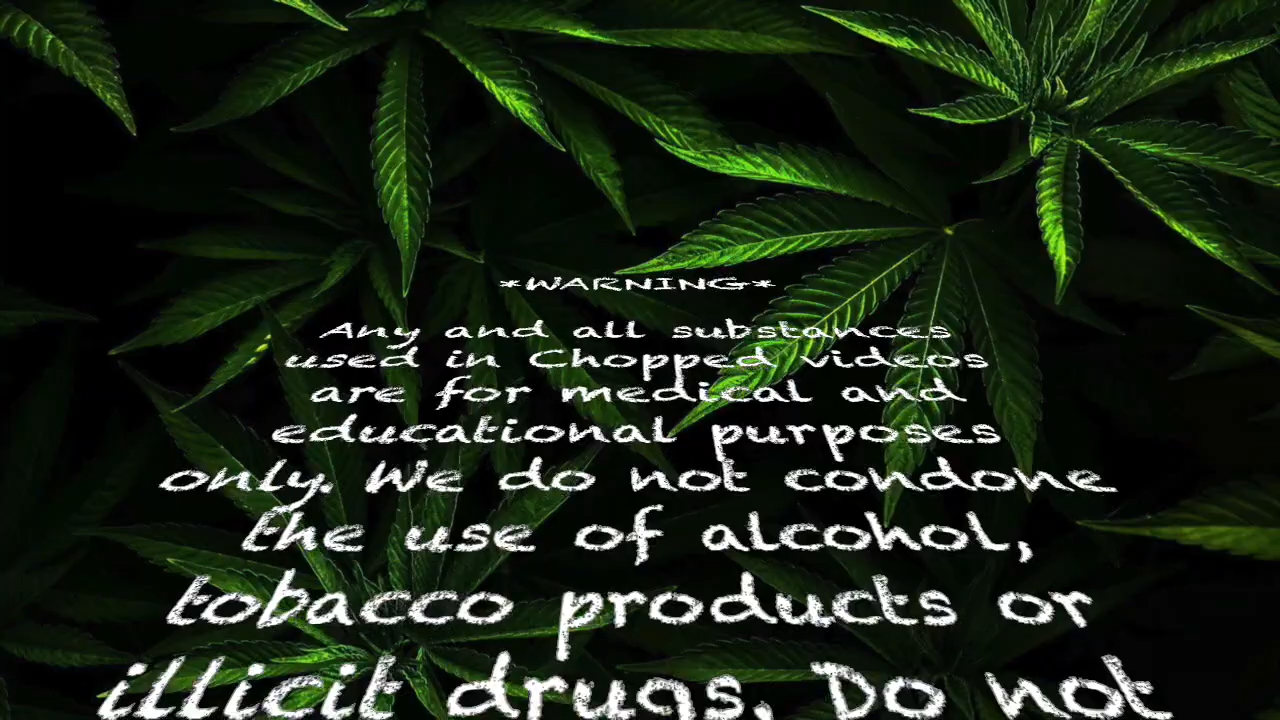 *WARNING*
Any and all substances
used in Chopped videos
are for medical and
educational purposes
only. We do not condone
the use of alcohol,
tobacco products or
illicit drugs. Do not